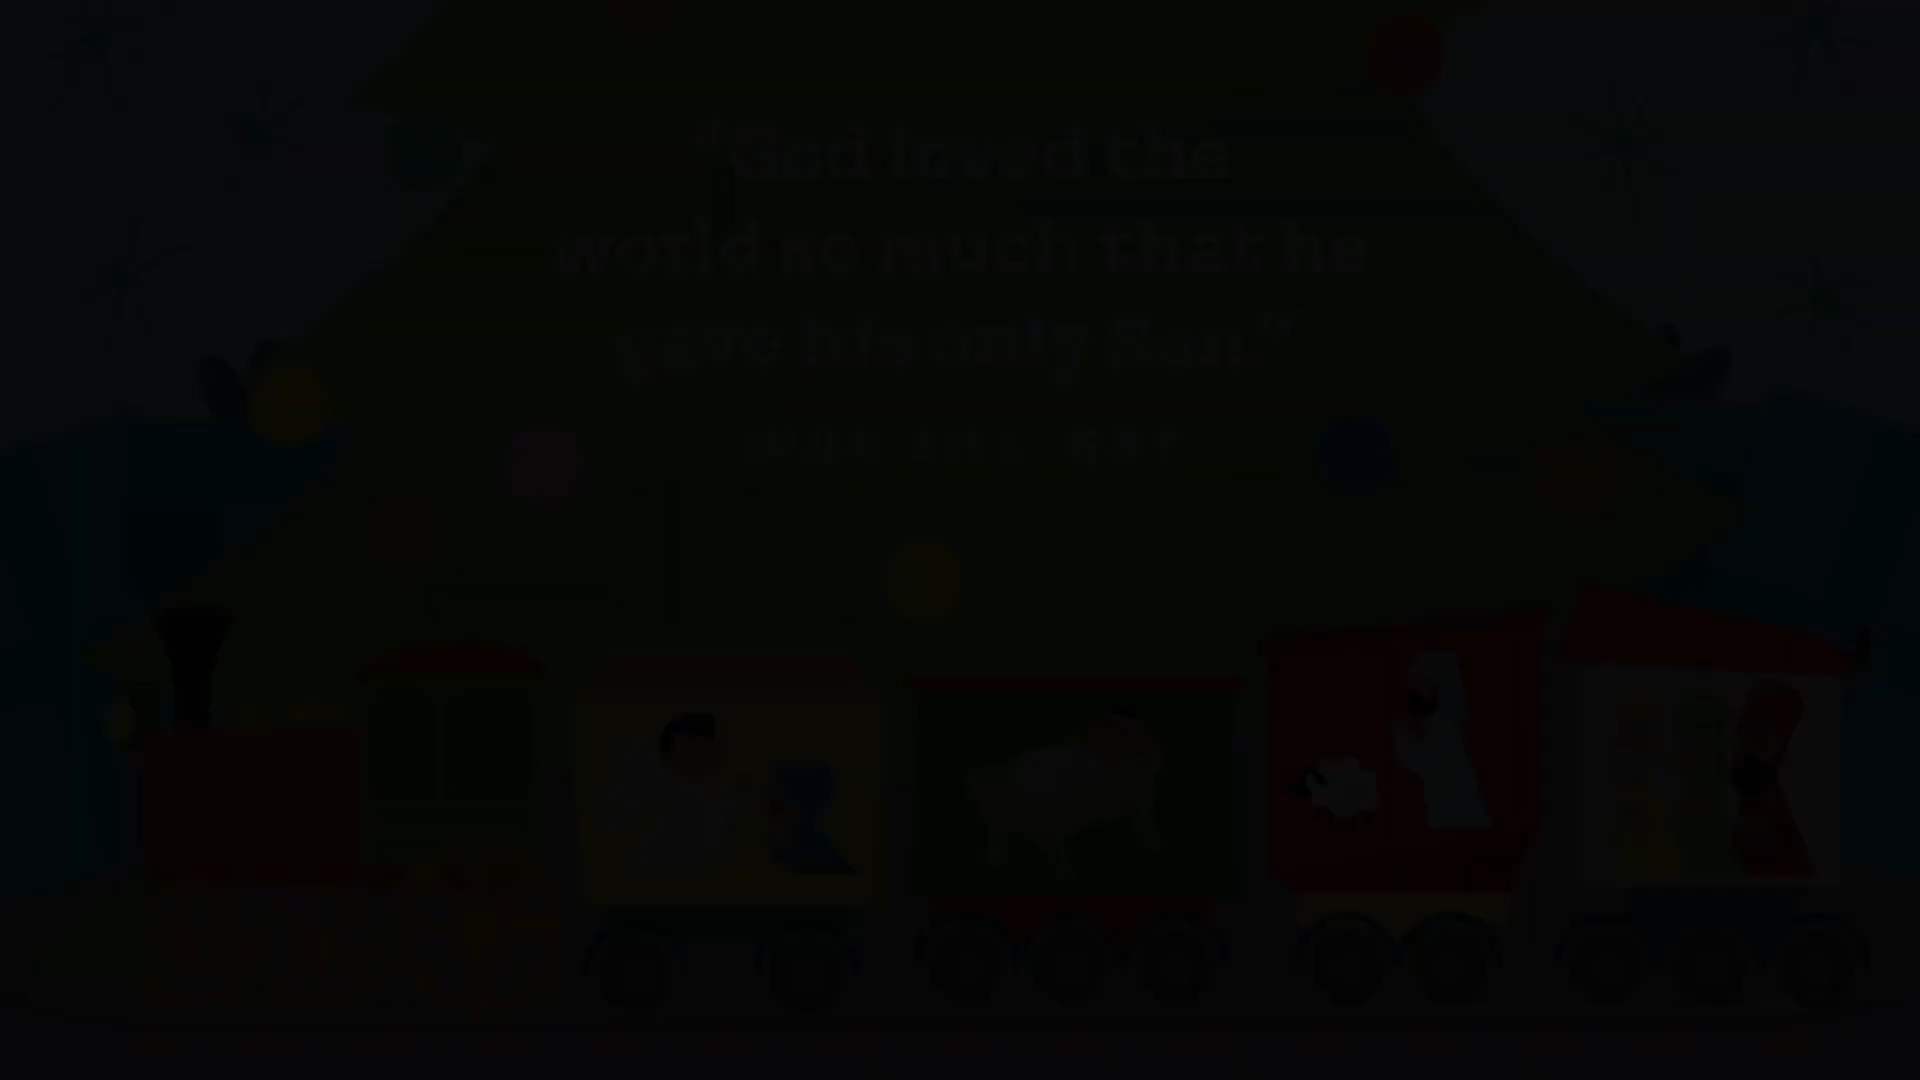 "God loved the
world so much that he
gave his only Son."